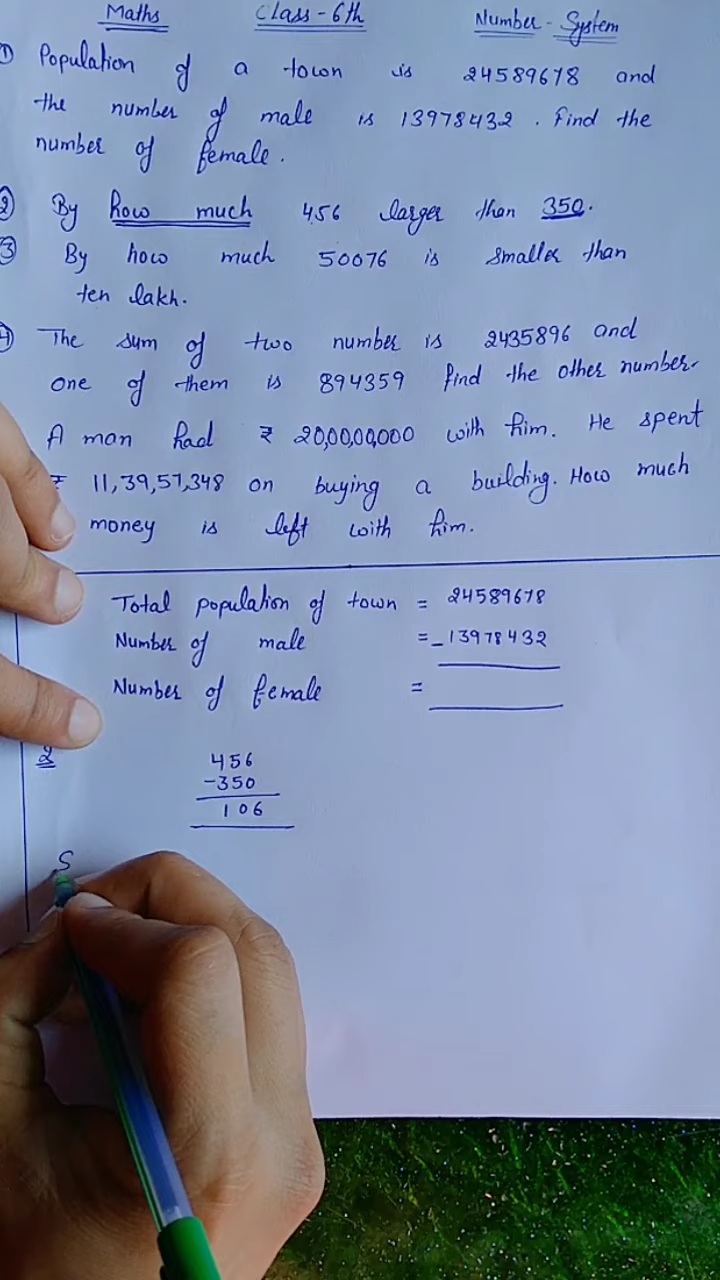 Maths Class-6th Number-System
① Population of a town is 24589678 and
the number of male is 13978432. Find the
number of female.
② By how much 456 larger than 350.
③ By how much 50076 is smaller than
ten lakh.
④ The sum of two number is 2435896 and
one of them is 894359 find the other number.
A man had ₹ 20,00,00,000 with him. He spent
₹ 11,39,57,348 on buying a building. How much
money is left with him.
Total population of town = 24589678
Number of male = -13978432
Number of female =
2
456
-350
106
S